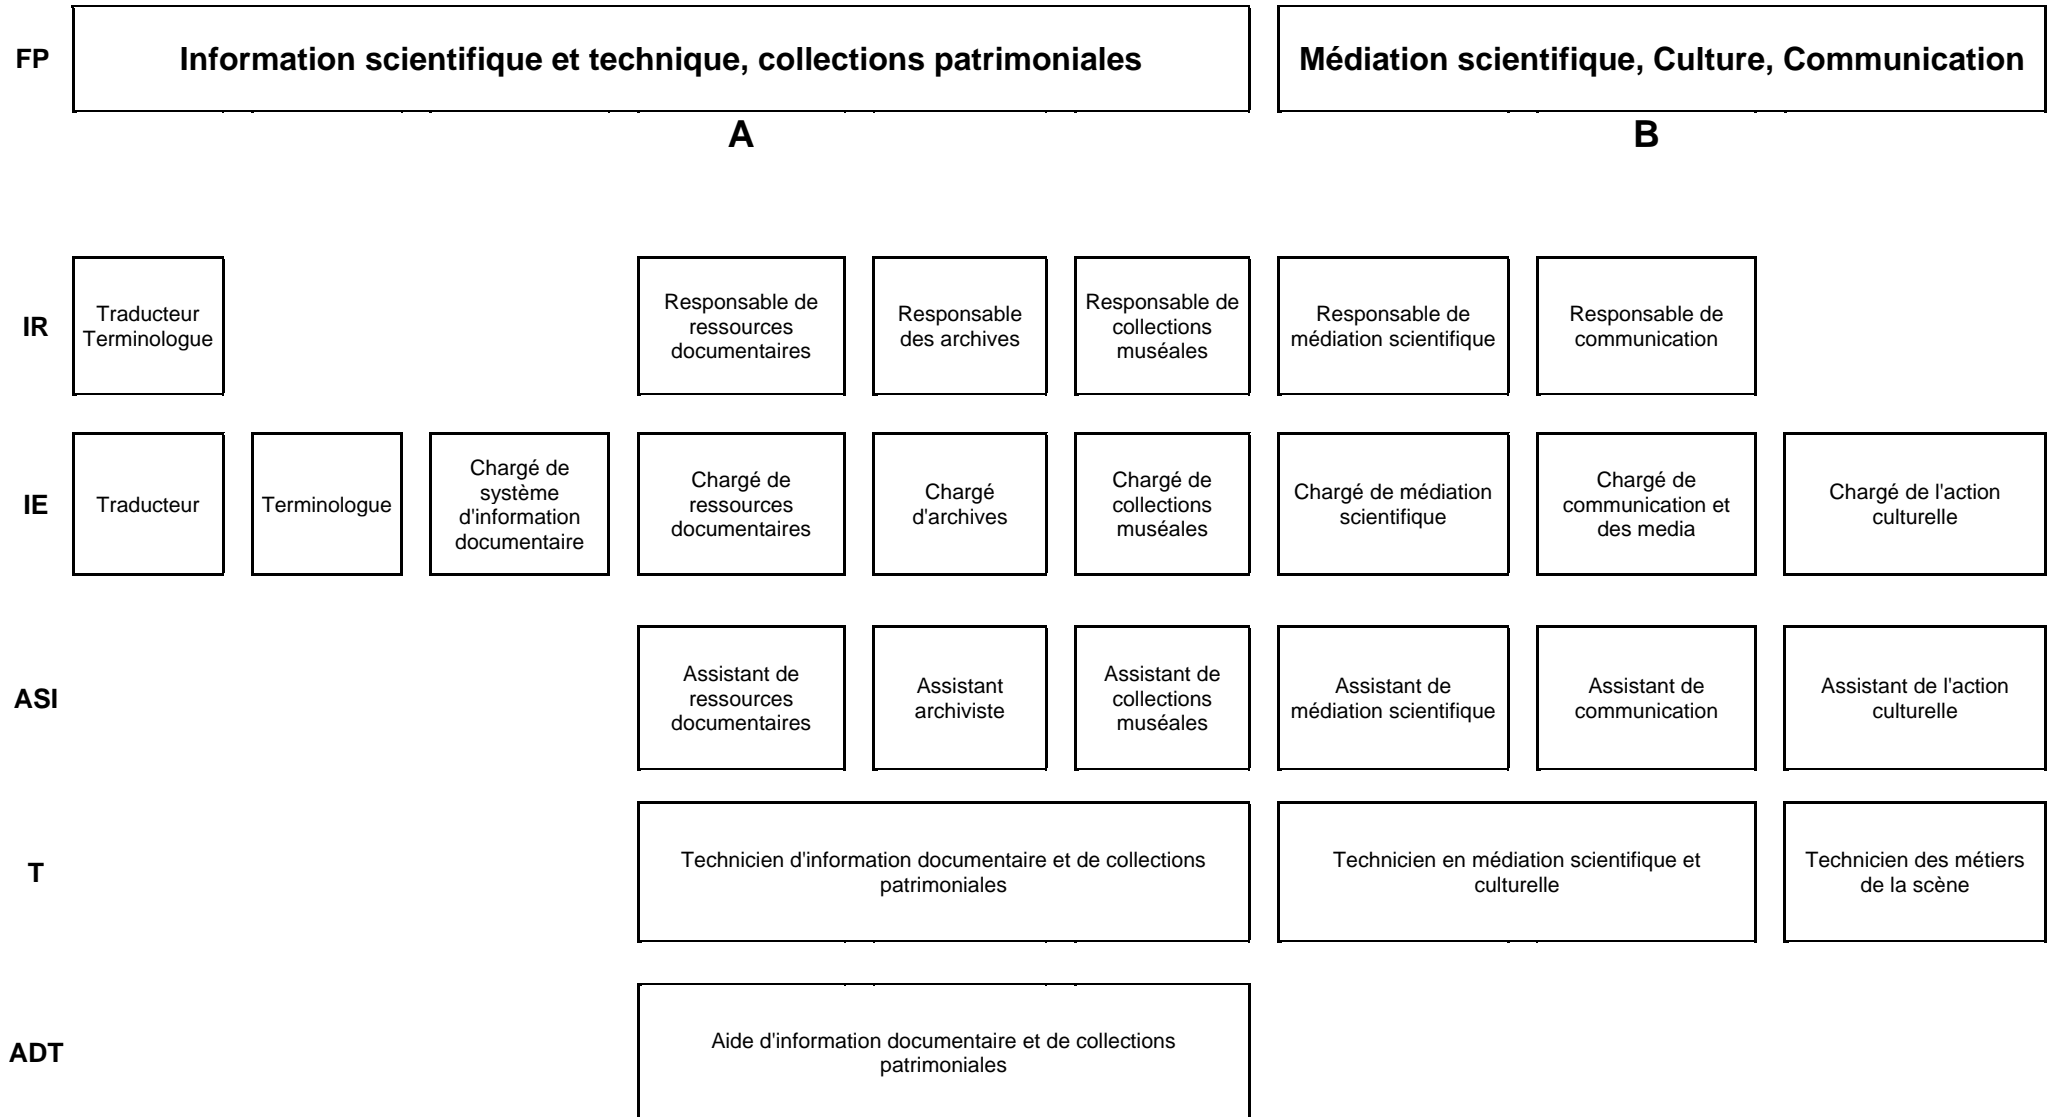 FP
Information scientifique et technique, collections patrimoniales
Médiation scientifique, Culture, Communication
A
B
IR
Traducteur
Terminologue
Responsable de
ressources
documentaires
Responsable
des archives
Responsable de
collections
muséales
Responsable de
médiation scientifique
Responsable de
communication
IE
Traducteur
Terminologue
Chargé de
système
d'information
documentaire
Chargé de
ressources
documentaires
Chargé
d'archives
Chargé de
collections
muséales
Chargé de médiation
scientifique
Chargé de
communication et
des media
Chargé de l'action
culturelle
ASI
Assistant de
ressources
documentaires
Assistant
archiviste
Assistant de
collections
muséales
Assistant de
médiation scientifique
Assistant de
communication
Assistant de l'action
culturelle
T
Technicien d'information documentaire et de collections
patrimoniales
Technicien en médiation scientifique et
culturelle
Technicien des métiers
de la scène
ADT
Aide d'information documentaire et de collections
patrimoniales